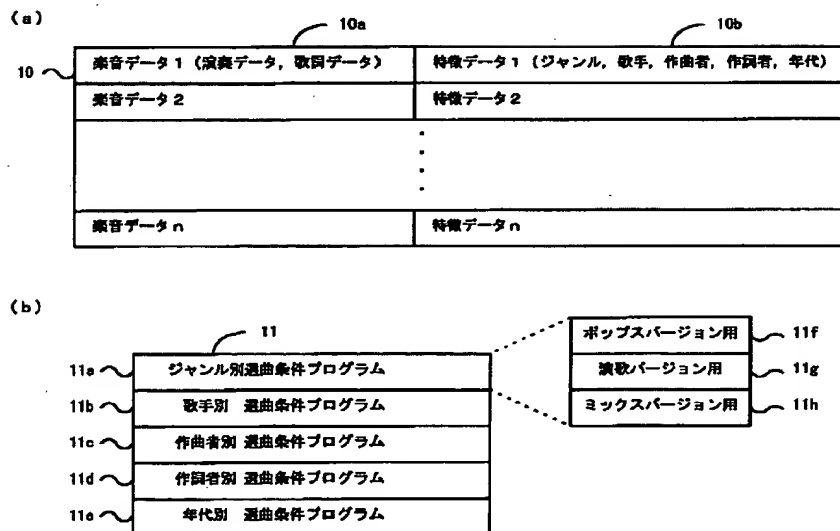 (a)
10a
10b
10
楽音データ1(演奏データ,歌詞データ)
特徴データ1(ジャンル,歌手,作曲者,作詞者,年代)
楽音データ2
特徴データ2
楽音データn
特徴データn
(b)
11
11a
ジャンル別選曲条件プログラム
11b
歌手別 選曲条件プログラム
11c
作曲者別 選曲条件プログラム
11d
作詞者別 選曲条件プログラム
11e
年代別 選曲条件プログラム
ポップスバージョン用
11f
演歌バージョン用
11g
ミックスバージョン用
11h